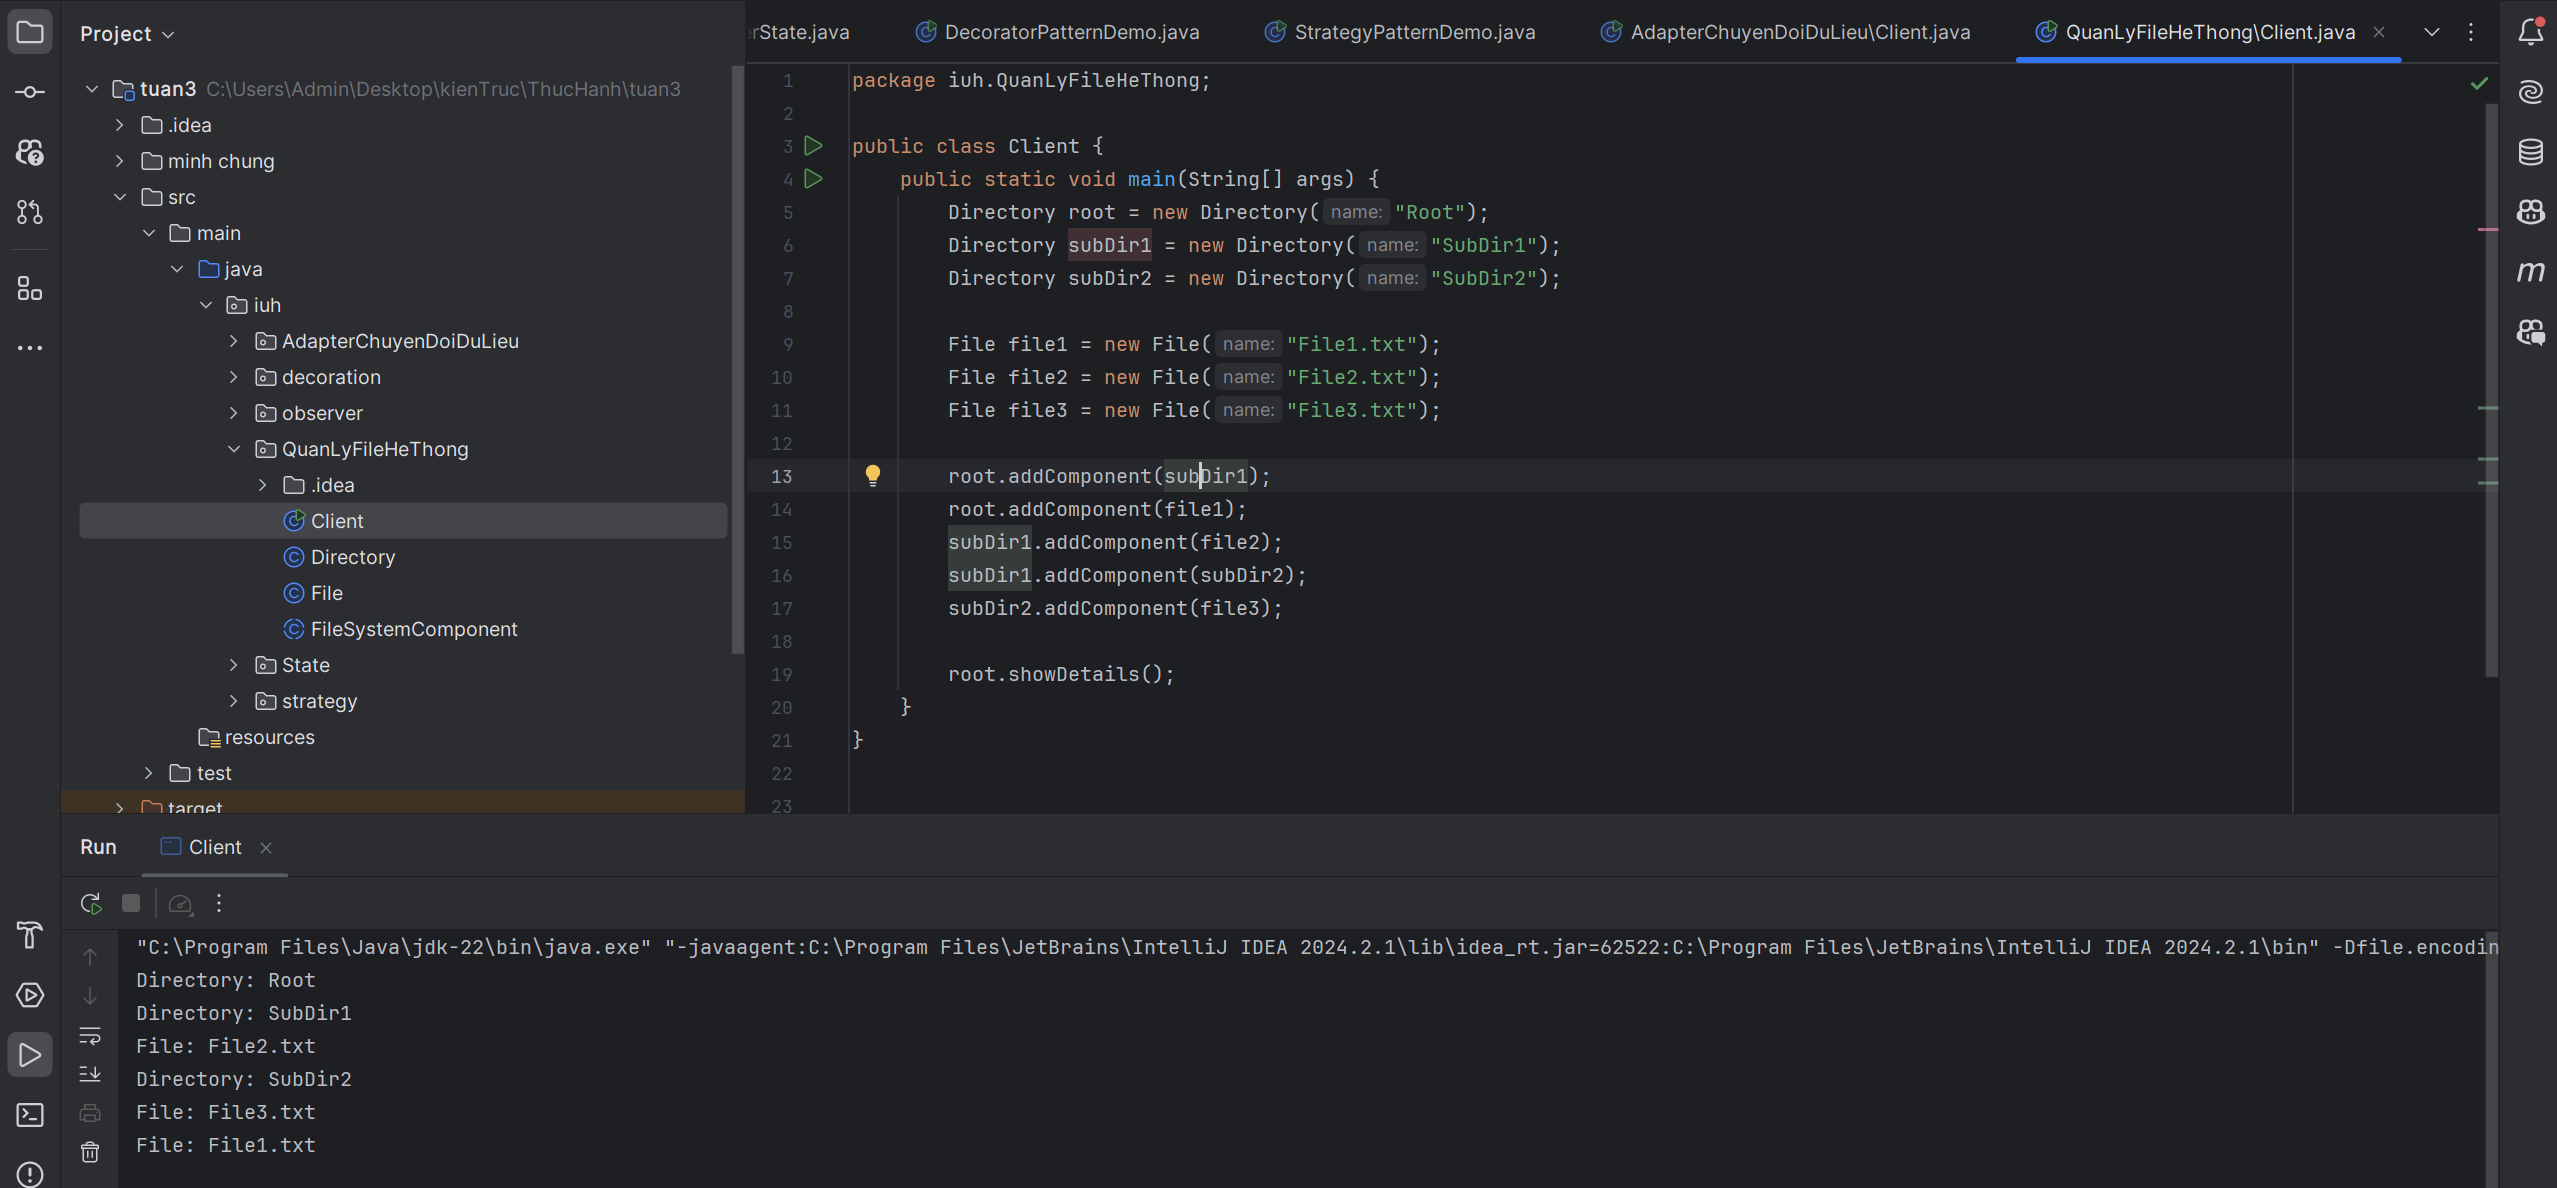 Project
rState.java
DecoratorPatternDemo.java
StrategyPatternDemo.java
AdapterChuyenDoiDuLieu\Client.java
QuanLyFileHeThong\Client.java
tuan3 C:\Users\Admin\Desktop\kienTruc\ThucHanh\tuan3
.idea
minh chung
src
main
java
iuh
AdapterChuyenDoiDuLieu
decoration
observer
QuanLyFileHeThong
.idea
Client
Directory
File
FileSystemComponent
State
strategy
resources
test
target
1 package iuh.QuanLyFileHeThong;
2
3 public class Client {
4 public static void main(String[] args) {
5 Directory root = new Directory( name: "Root");
6 Directory subDir1 = new Directory( name: "SubDir1");
7 Directory subDir2 = new Directory( name: "SubDir2");
8
9 File file1 = new File( name: "File1.txt");
10 File file2 = new File( name: "File2.txt");
11 File file3 = new File( name: "File3.txt");
12
13 root.addComponent(subDir1);
14 root.addComponent(file1);
15 subDir1.addComponent(file2);
16 subDir1.addComponent(subDir2);
17 subDir2.addComponent(file3);
18
19 root.showDetails();
20 }
21 }
22
23
Run Client
"C:\Program Files\Java\jdk-22\bin\java.exe" "-javaagent:C:\Program Files\JetBrains\IntelliJ IDEA 2024.2.1\lib\idea_rt.jar=62522:C:\Program Files\JetBrains\IntelliJ IDEA 2024.2.1\bin" -Dfile.encodin
Directory: Root
Directory: SubDir1
File: File2.txt
Directory: SubDir2
File: File3.txt
File: File1.txt